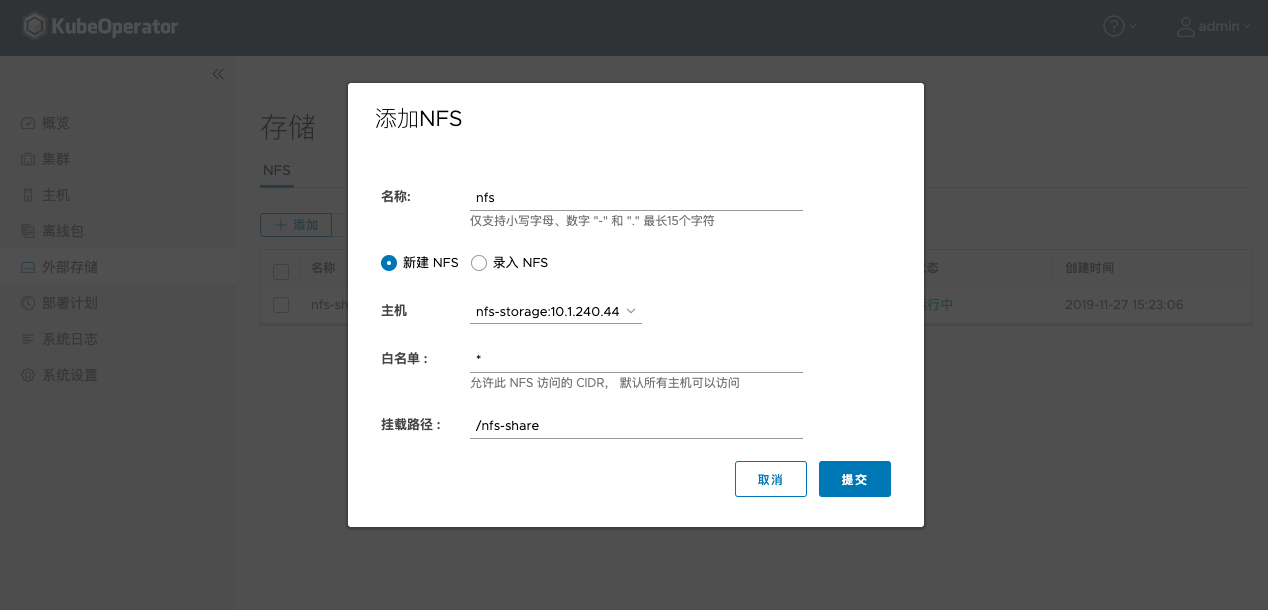 KubeOperator
admin
概览
集群
主机
离线包
外部存储
部署计划
系统日志
系统设置
存储
NFS
添加
名称
创建时间
nfs-sh
行中
2019-11-27 15:23:06
添加NFS
名称:
nfs
仅支持小写字母、数字 "-" 和 "." 最长15个字符
新建 NFS
录入 NFS
主机
nfs-storage:10.1.240.44
白名单：
*
允许此 NFS 访问的 CIDR， 默认所有主机可以访问
挂载路径：
/nfs-share
取消
提交